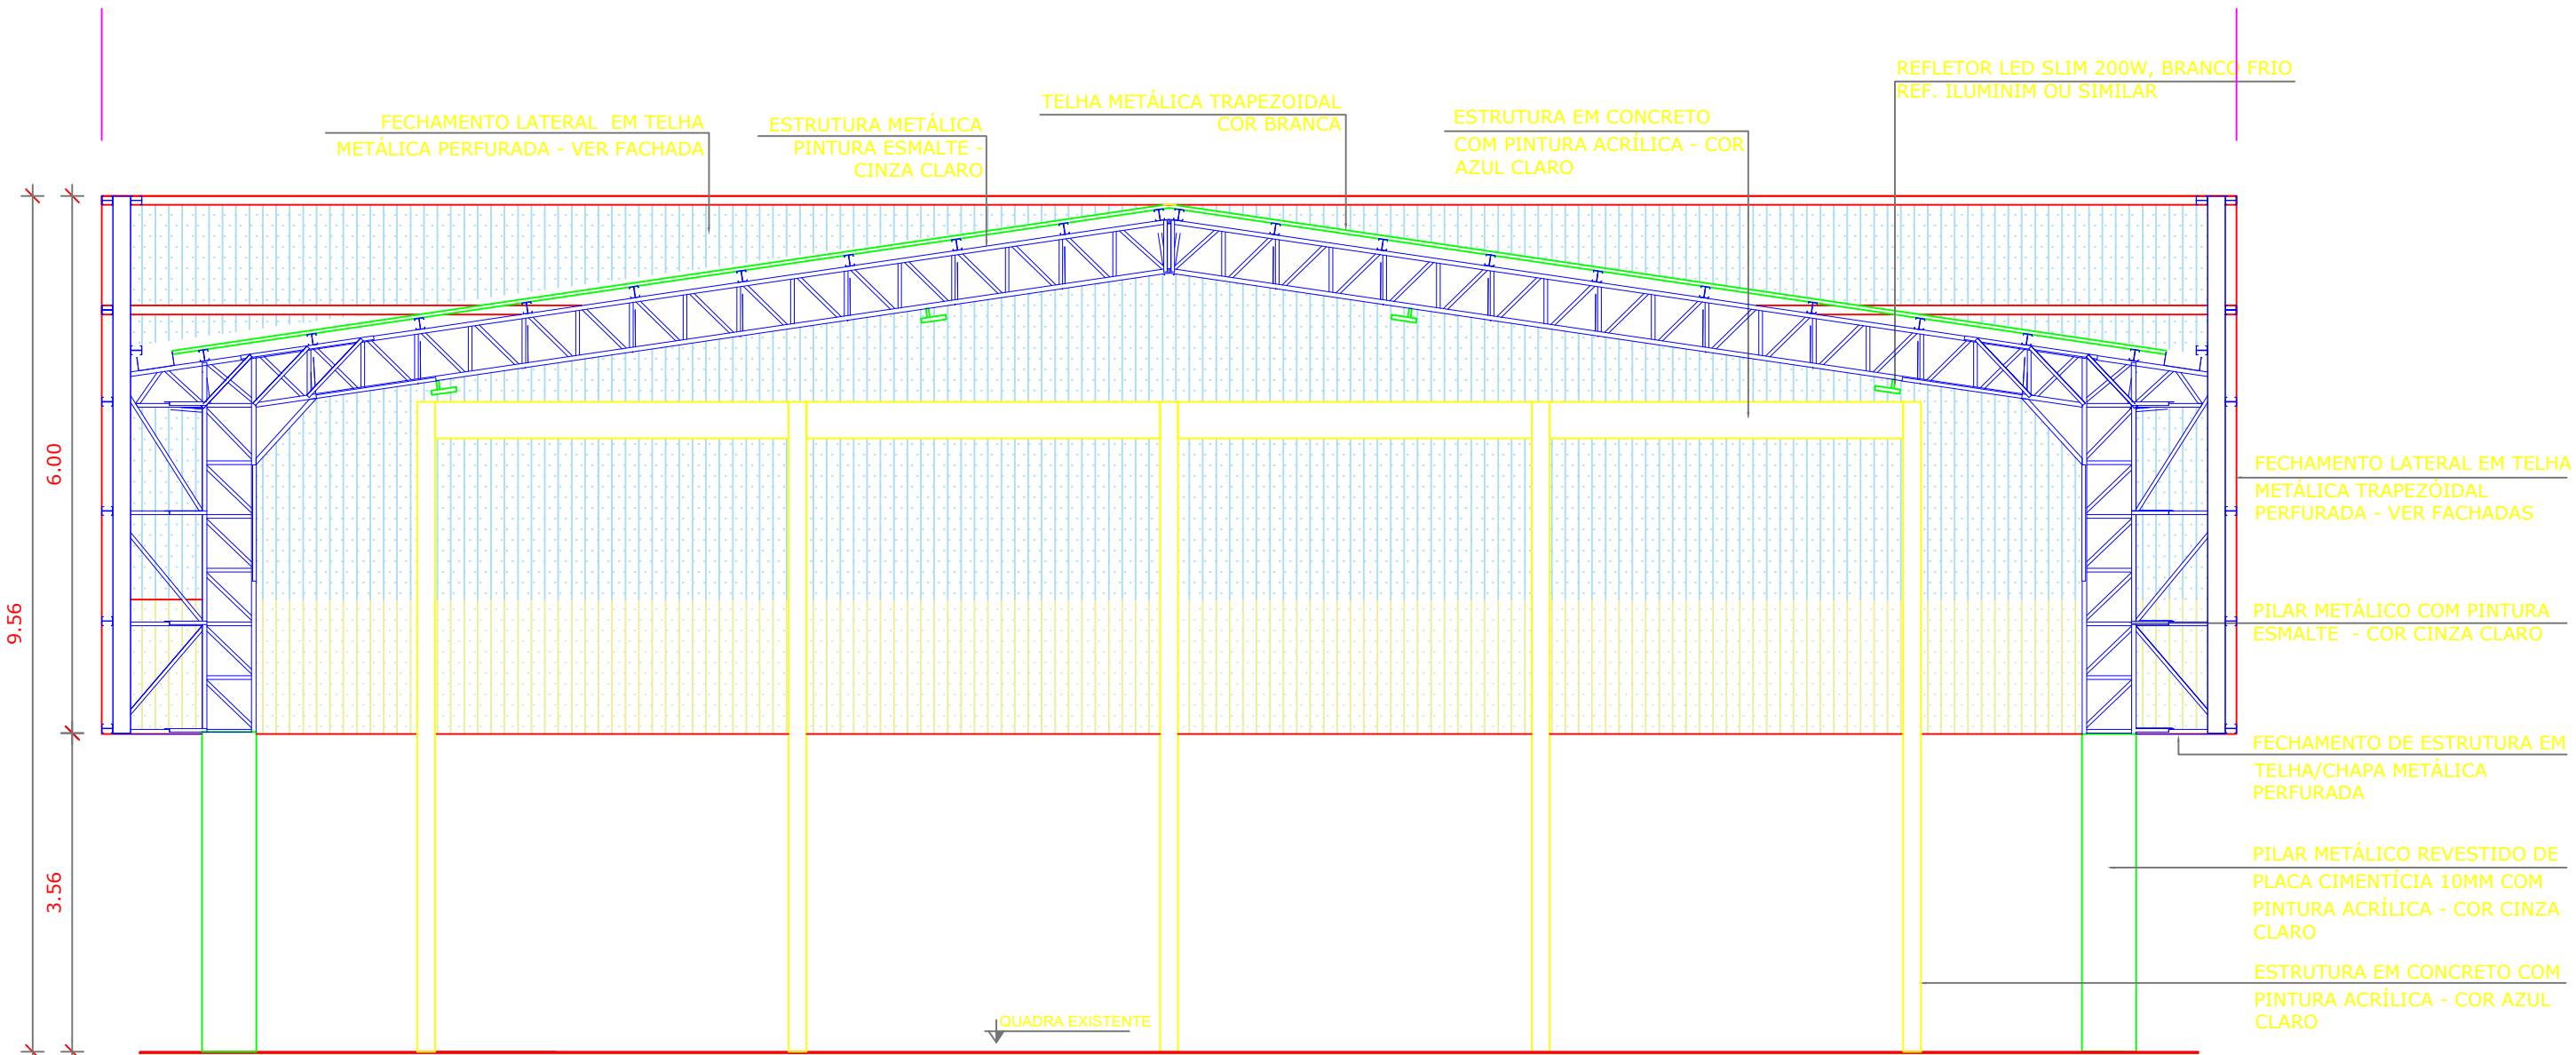 FECHAMENTO LATERAL  EM TELHA
METÁLICA PERFURADA - VER FACHADA
ESTRUTURA METÁLICA
PINTURA ESMALTE -
CINZA CLARO
TELHA METÁLICA TRAPEZOIDAL
COR BRANCA
ESTRUTURA EM CONCRETO
COM PINTURA ACRÍLICA - COR
AZUL CLARO
REFLETOR LED SLIM 200W, BRANCO FRIO
REF. ILUMINIM OU SIMILAR
6.00
9.56
3.56
FECHAMENTO LATERAL EM TELHA
METÁLICA TRAPEZÓIDAL
PERFURADA - VER FACHADAS
PILAR METÁLICO COM PINTURA
ESMALTE  - COR CINZA CLARO
FECHAMENTO DE ESTRUTURA EM
TELHA/CHAPA METÁLICA
PERFURADA
PILAR METÁLICO REVESTIDO DE
PLACA CIMENTÍCIA 10MM COM
PINTURA ACRÍLICA - COR CINZA
CLARO
ESTRUTURA EM CONCRETO COM
PINTURA ACRÍLICA - COR AZUL
CLARO
QUADRA EXISTENTE